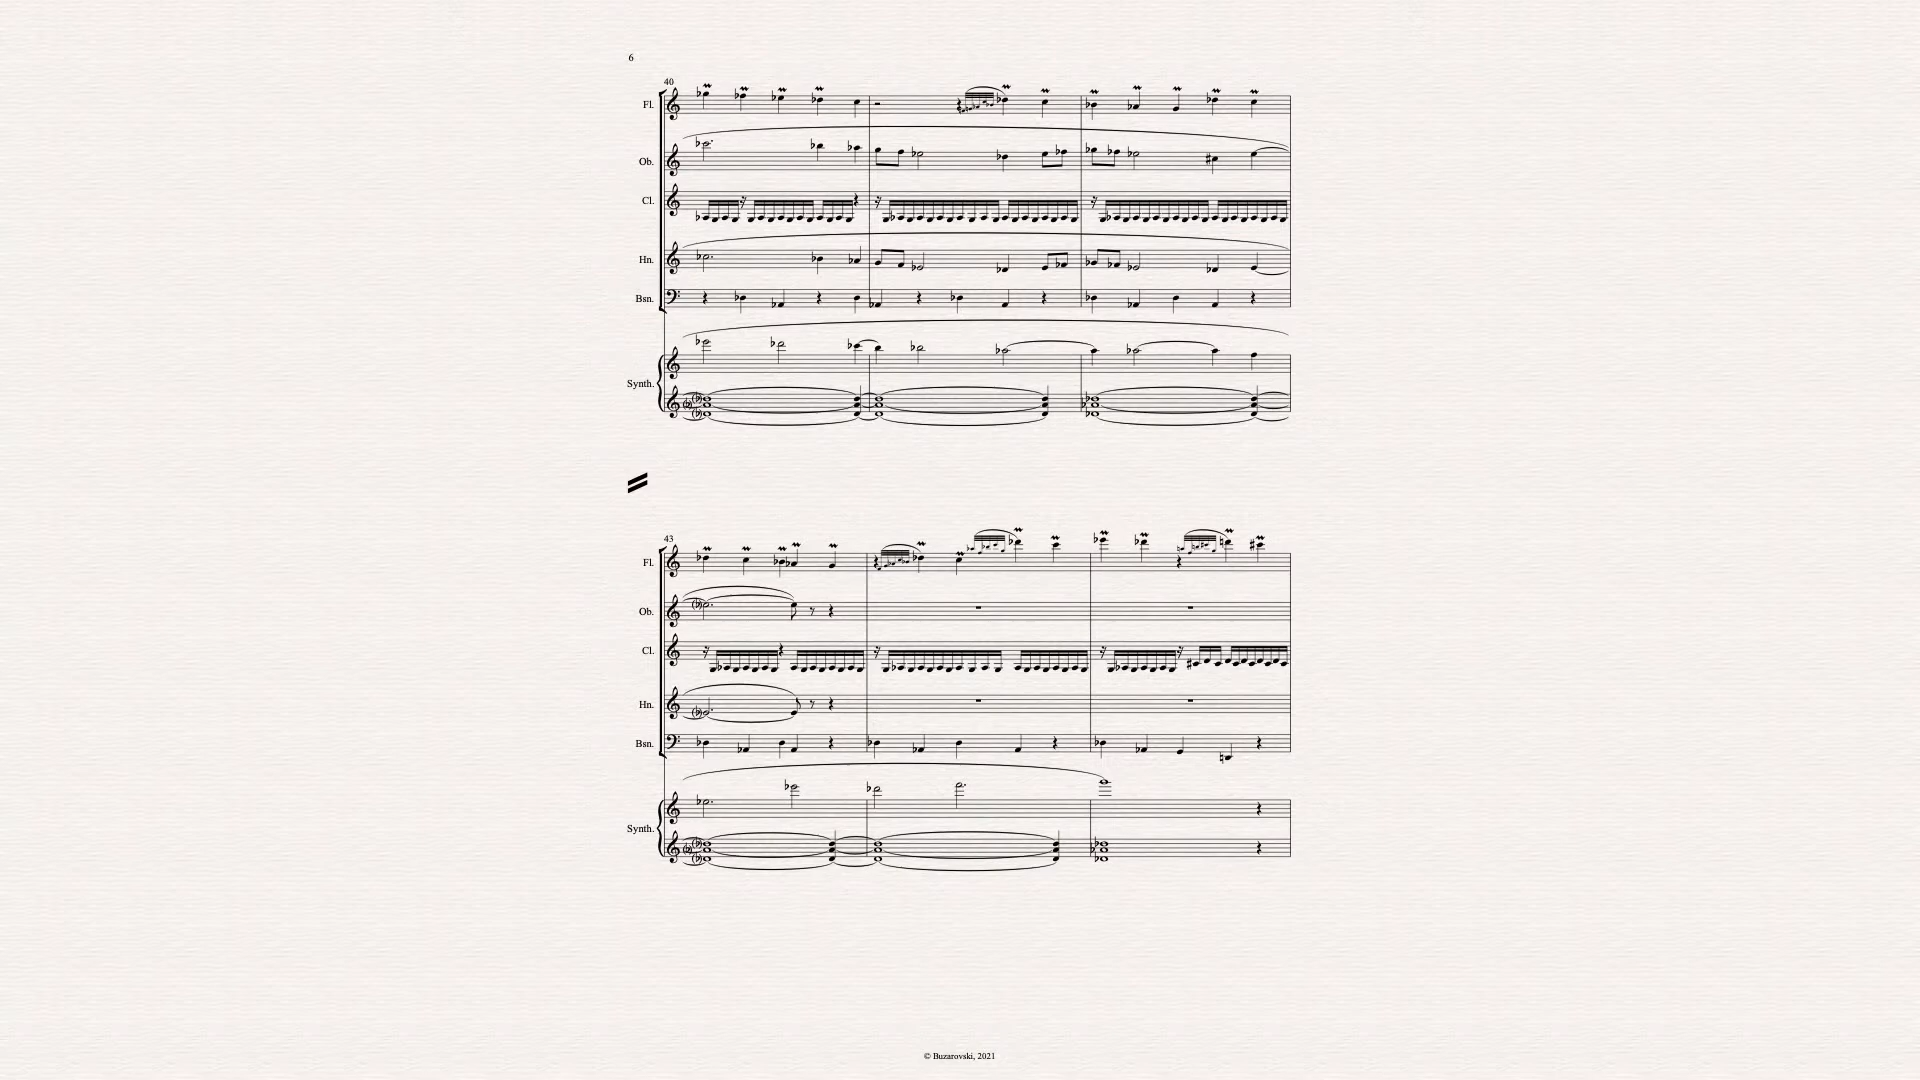 6
40
Fl.
Ob.
Cl.
Hn.
Bsn.
Synth.
43
Fl.
Ob.
Cl.
Hn.
Bsn.
Synth.
© Buzarovski, 2021